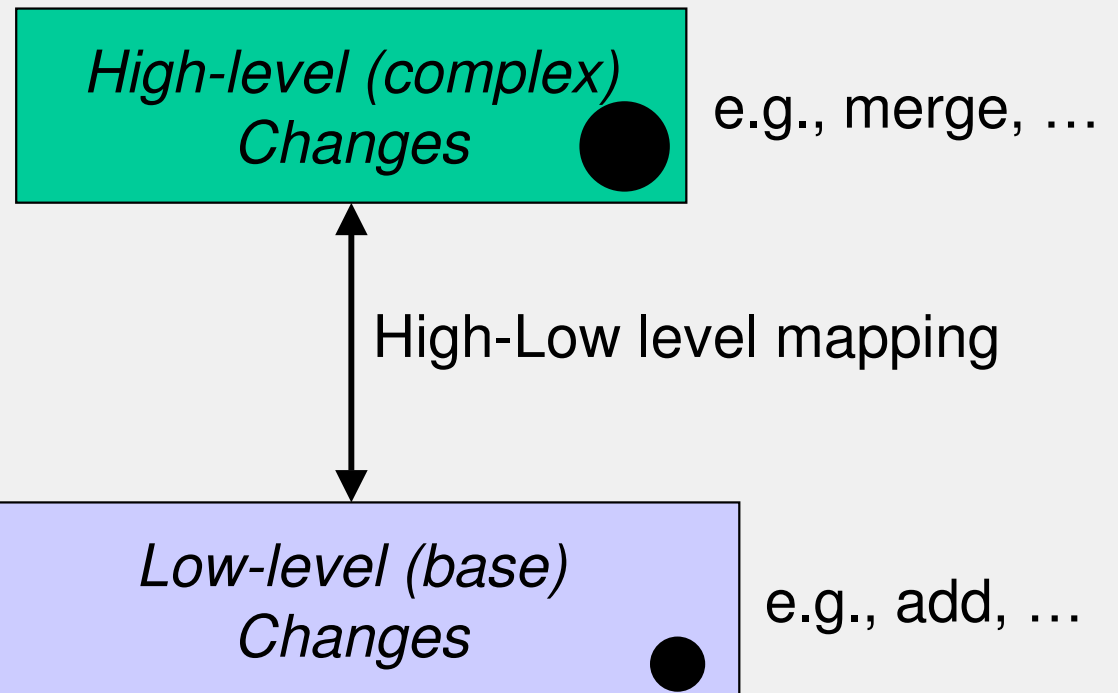 High-level (complex)
Changes
e.g., merge, …
High-Low level mapping
Low-level (base)
Changes
e.g., add, …